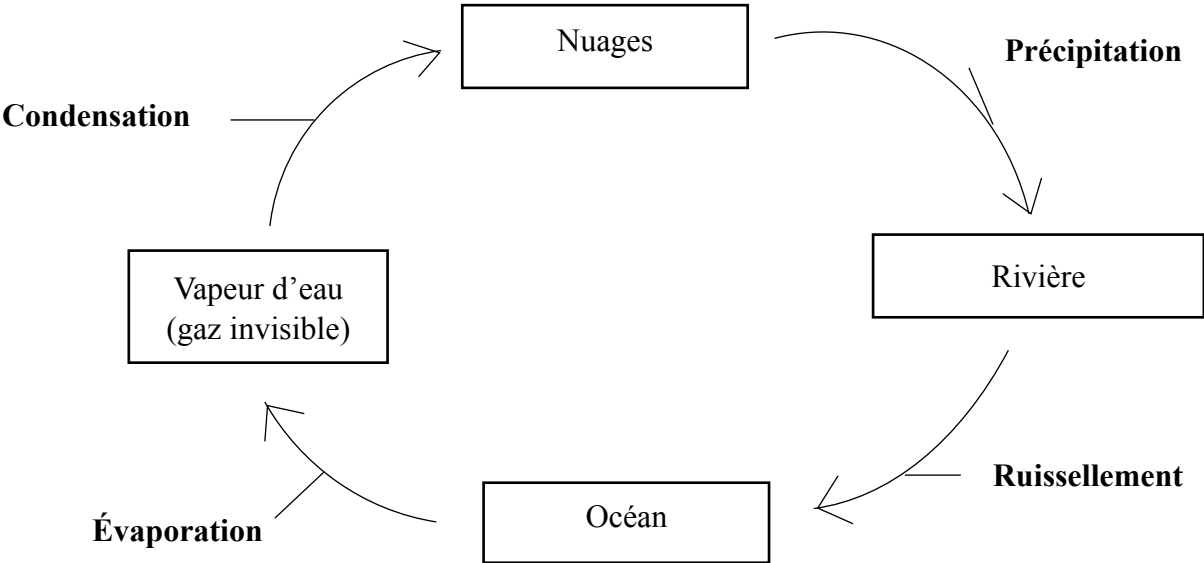 Nuages
Précipitation
Condensation
Rivière
Vapeur d’eau
(gaz invisible)
Ruissellement
Océan
Évaporation